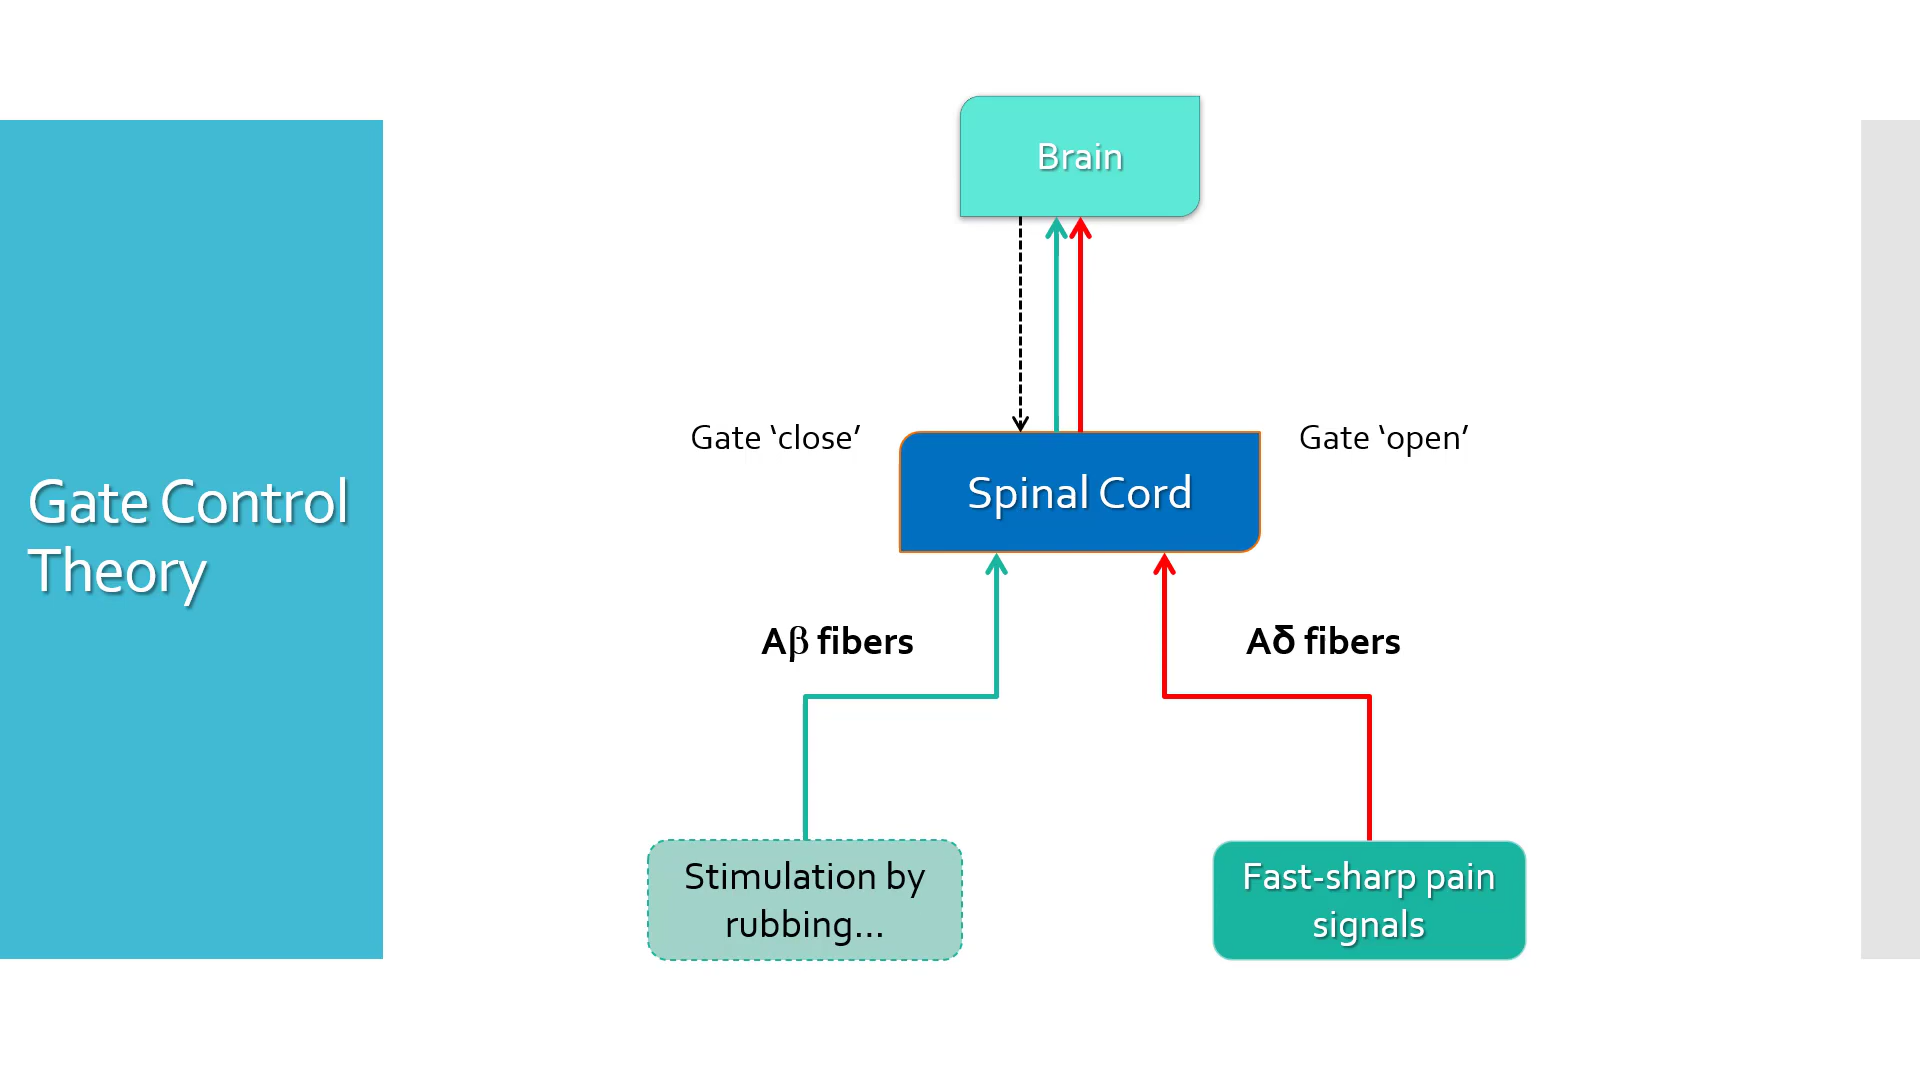 Gate Control
Theory
Brain
Gate ‘close’
Gate ‘open’
Spinal Cord
Aβ fibers
Aδ fibers
Stimulation by
rubbing...
Fast-sharp pain
signals